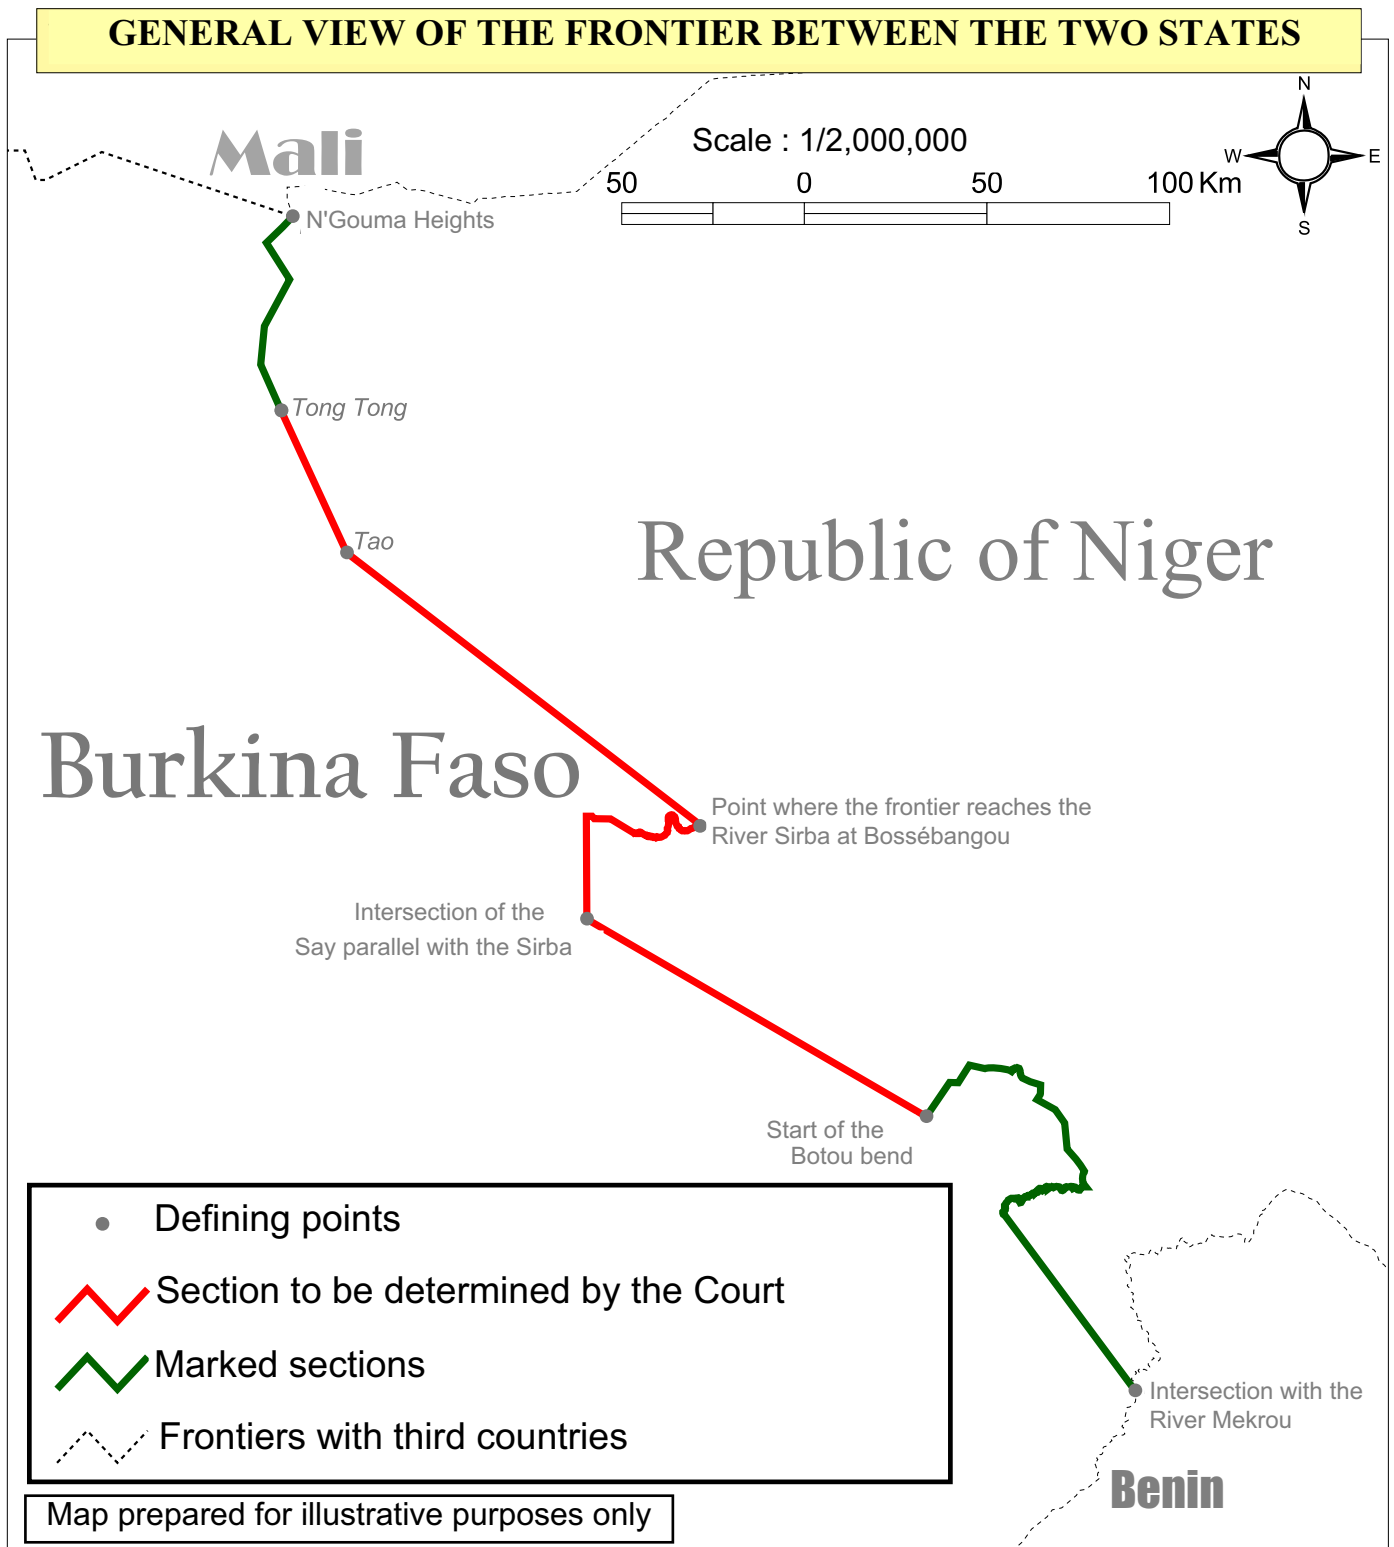 GENERAL VIEW OF THE FRONTIER BETWEEN THE TWO STATES
N
Mali
Scale : 1/2,000,000
W
E
50 0 50 100 Km
N'Gouma Heights
S
Tong Tong
Republic of Niger
Tao
Burkina Faso
Point where the frontier reaches the
River Sirba at Bossébangou
Intersection of the
Say parallel with the Sirba
Start of the
Botou bend
Defining points
Section to be determined by the Court
Marked sections
Frontiers with third countries
Intersection with the
River Mekrou
Benin
Map prepared for illustrative purposes only